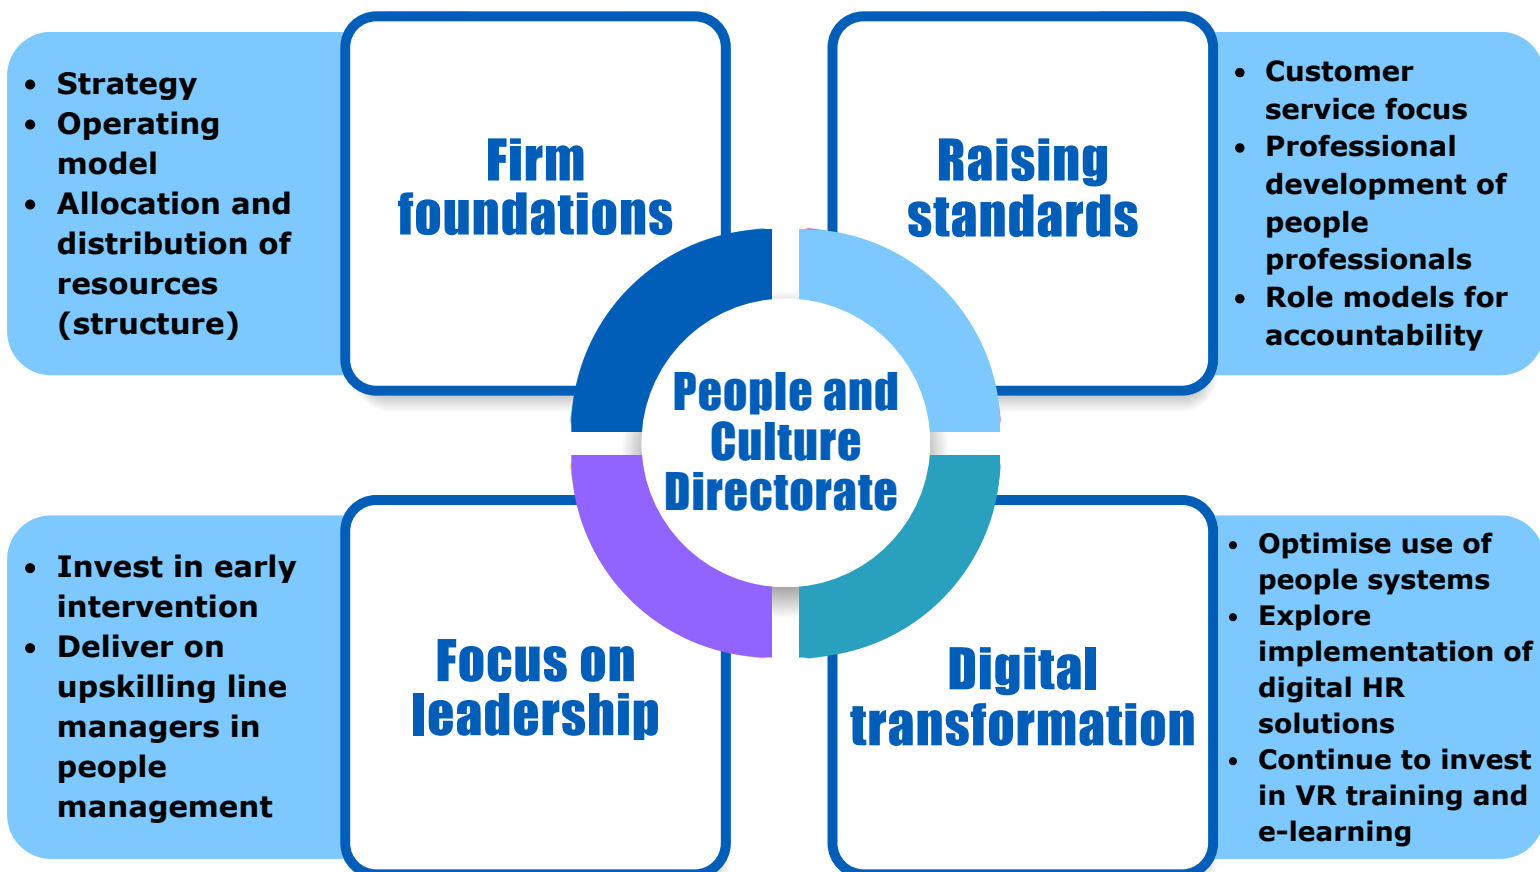 • Strategy
• Operating
model
• Allocation and
distribution of
resources
(structure)
Firm
foundations
Raising
standards
• Customer
service focus
• Professional
development of
people
professionals
• Role models for
accountability
People and
Culture
Directorate
• Invest in early
intervention
• Deliver on
upskilling line
managers in
people
management
Focus on
leadership
Digital
transformation
• Optimise use of
people systems
• Explore
implementation of
digital HR
solutions
• Continue to invest
in VR training and
e-learning